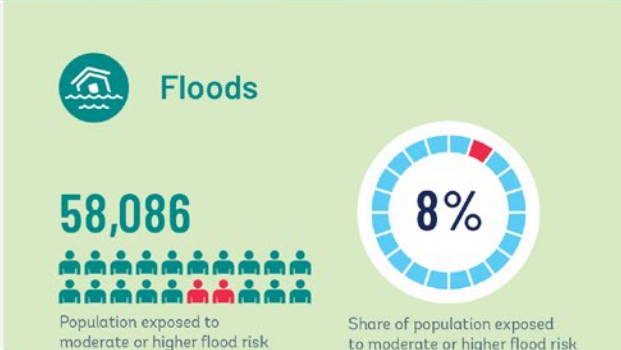 Floods
58,086
8%
Population exposed to
moderate or higher flood risk
Share of population exposed
to moderate or higher flood risk